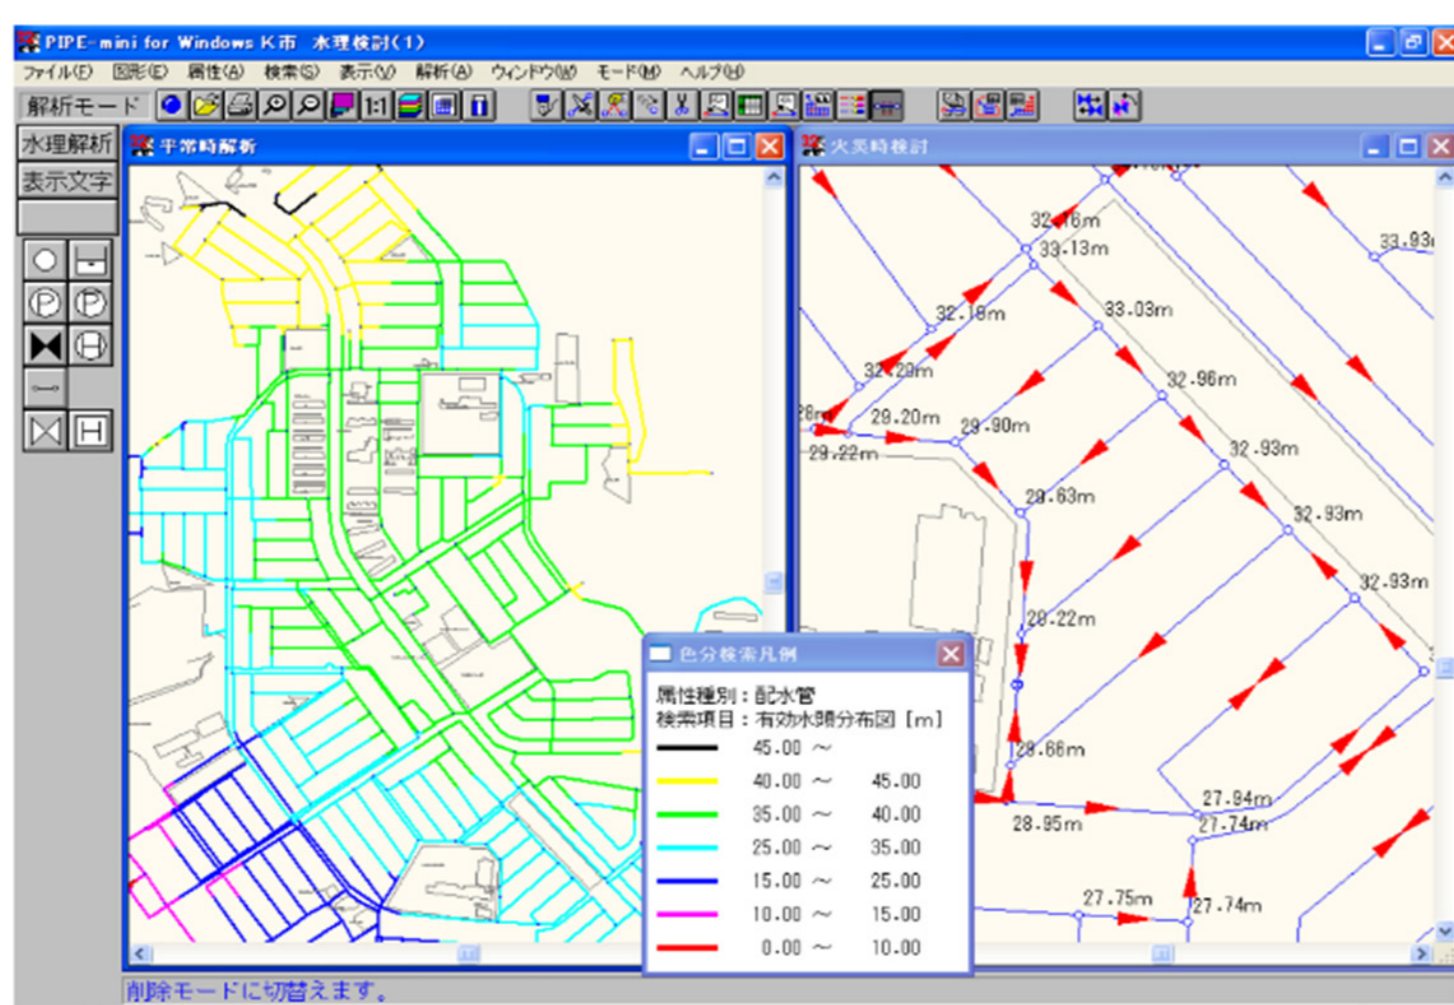 PIPE-mini for Windows K市 水理検討(1)
ファイル(F) 図形(E) 属性(A) 検索(S) 表示(V) 解析(A) ウィンドウ(W) モード(M) ヘルプ(H)
解析モード
1:1
水理解析
表示文字
平常時解析
火災時検討
32.16m
33.13m
33.93
32.19m
33.03m
32.29m
32.96m
29.20m
29.90m
29.22m
32.93m
29.63m
32.93m
32.93m
29.22m
29.66m
27.94m
27.74m
28.95m
27.75m
27.74m
色分検索凡例
属性種別：配水管
検索項目：有効水頭分布図 [m]
45.00 ～
40.00 ～ 45.00
35.00 ～ 40.00
25.00 ～ 35.00
15.00 ～ 25.00
10.00 ～ 15.00
0.00 ～ 10.00
削除モードに切替えます。